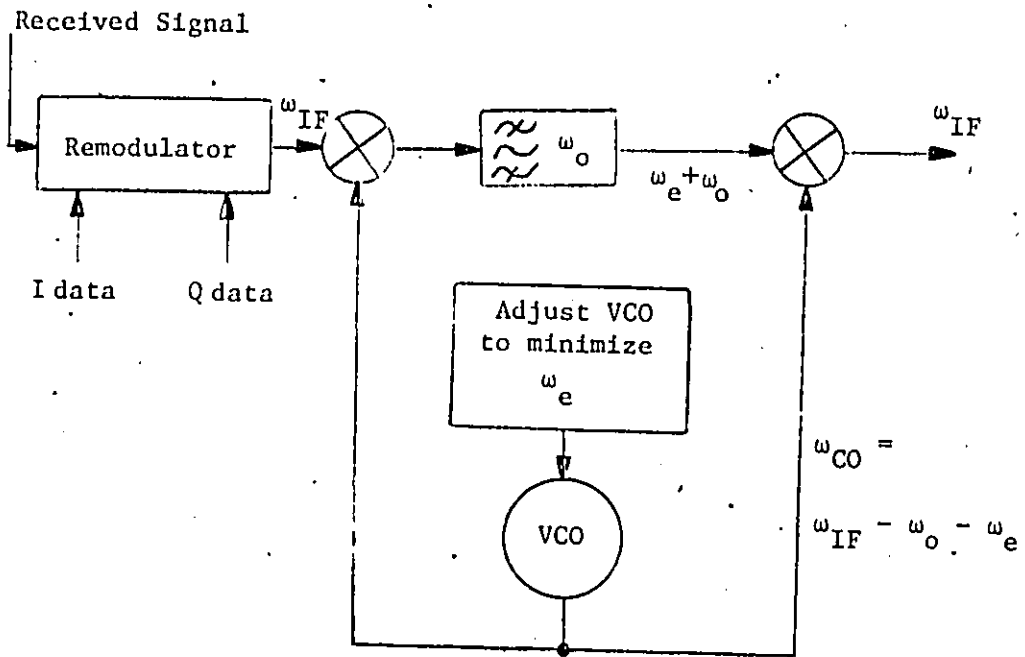 Received Signal
Remodulator
ω_IF
ω_o
ω_e+ω_o
ω_IF
I data
Q data
Adjust VCO
to minimize
ω_e
VCO
ω_CO =
ω_IF - ω_o - ω_e